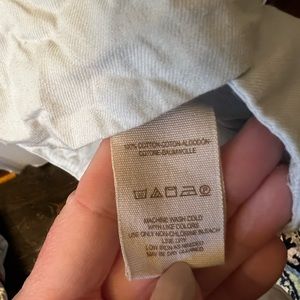 100% COTTON-COTON-ALGODÓN-
COTONE-BAUMWOLLE
MACHINE WASH COLD
WITH LIKE COLORS
USE ONLY NON-CHLORINE BLEACH
LINE DRY
LOW IRON AS NEEDED
MAY BE DRY CLEANED